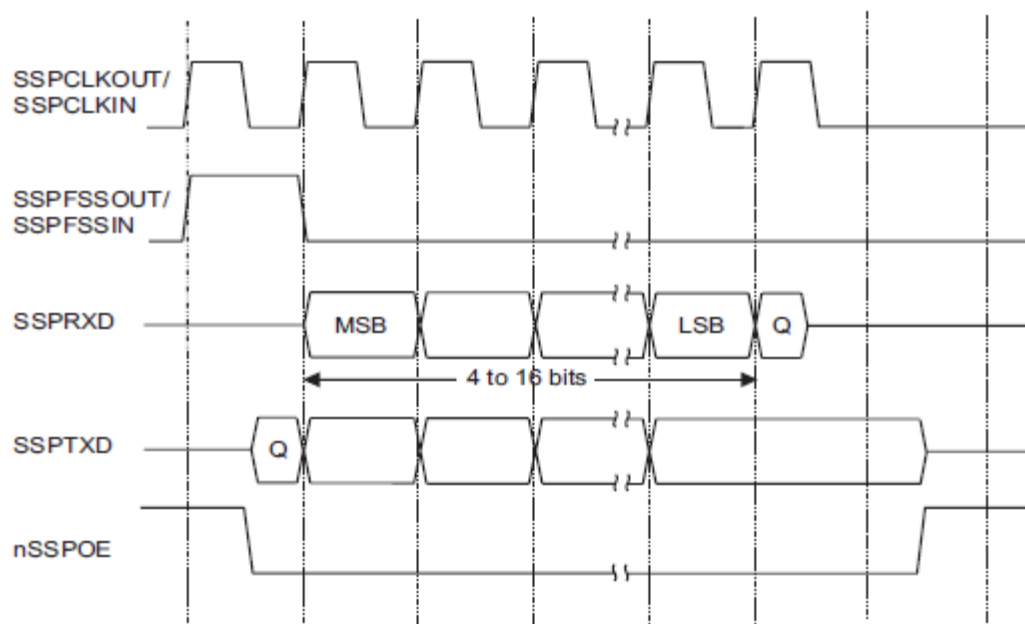 SSPCLKOUT/
SSPCLKIN
SSPFSSOUT/
SSPFSSIN
SSPRXD
MSB
LSB
Q
4 to 16 bits
SSPTXD
Q
nSSPOE